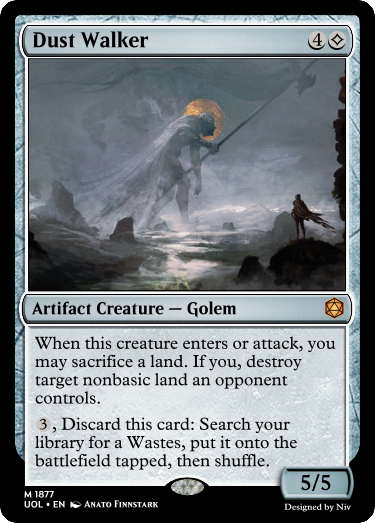 Dust Walker 4
Artifact Creature — Golem
When this creature enters or attack, you
may sacrifice a land. If you, destroy
target nonbasic land an opponent
controls.
3 , Discard this card: Search your
library for a Wastes, put it onto the
battlefield tapped, then shuffle.
5/5
M 1877
UOL • EN Anato Finnstark
Designed by Niv